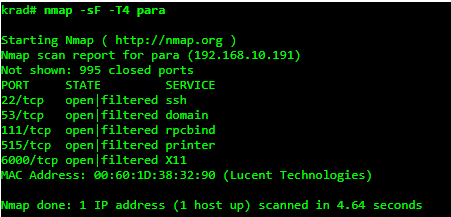 krad# nmap -sF -T4 para
Starting Nmap ( http://nmap.org )
Nmap scan report for para (192.168.10.191)
Not shown: 995 closed ports
PORT STATE SERVICE
22/tcp open|filtered ssh
53/tcp open|filtered domain
111/tcp open|filtered rpcbind
515/tcp open|filtered printer
6000/tcp open|filtered X11
MAC Address: 00:60:1D:38:32:90 (Lucent Technologies)
Nmap done: 1 IP address (1 host up) scanned in 4.64 seconds